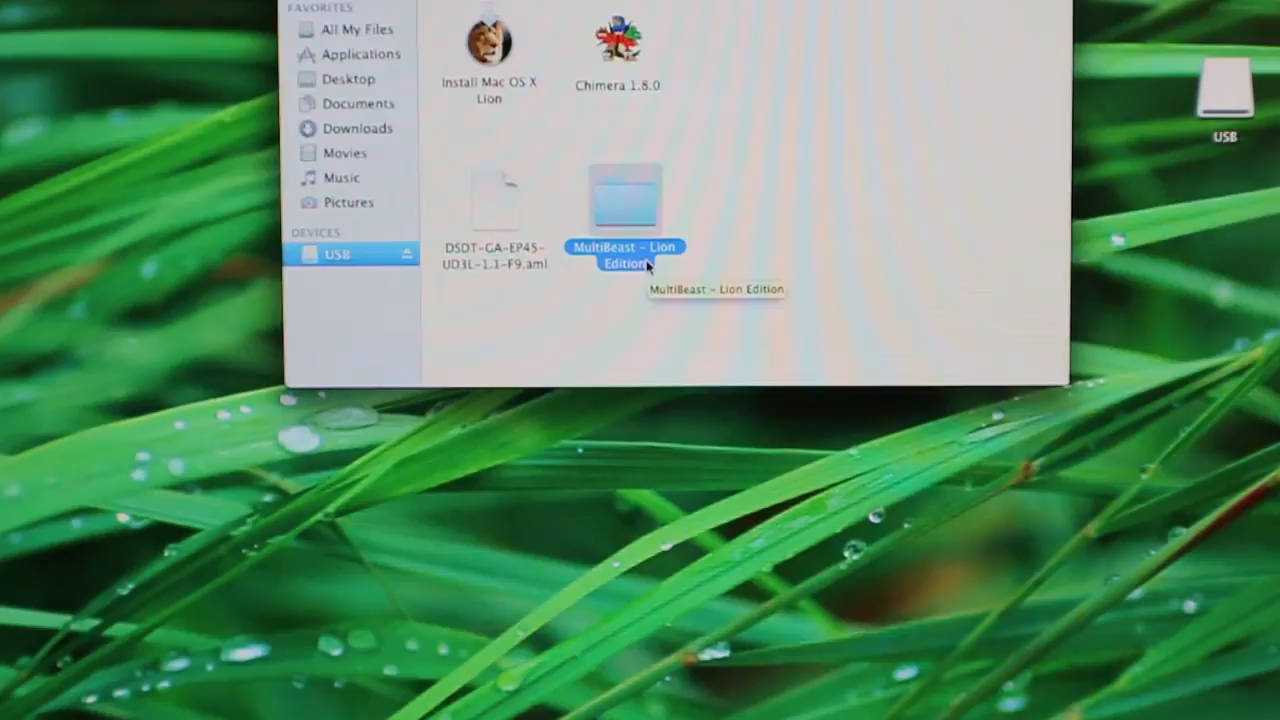 FAVORITES
All My Files
Applications
Desktop
Documents
Downloads
Movies
Music
Pictures
DEVICES
USB
Install Mac OS X
Lion
Chimera 1.8.0
DSDT-GA-EP45-
UD3L-1.1-F9.aml
MultiBeast - Lion
Edition
MultiBeast - Lion Edition
USB